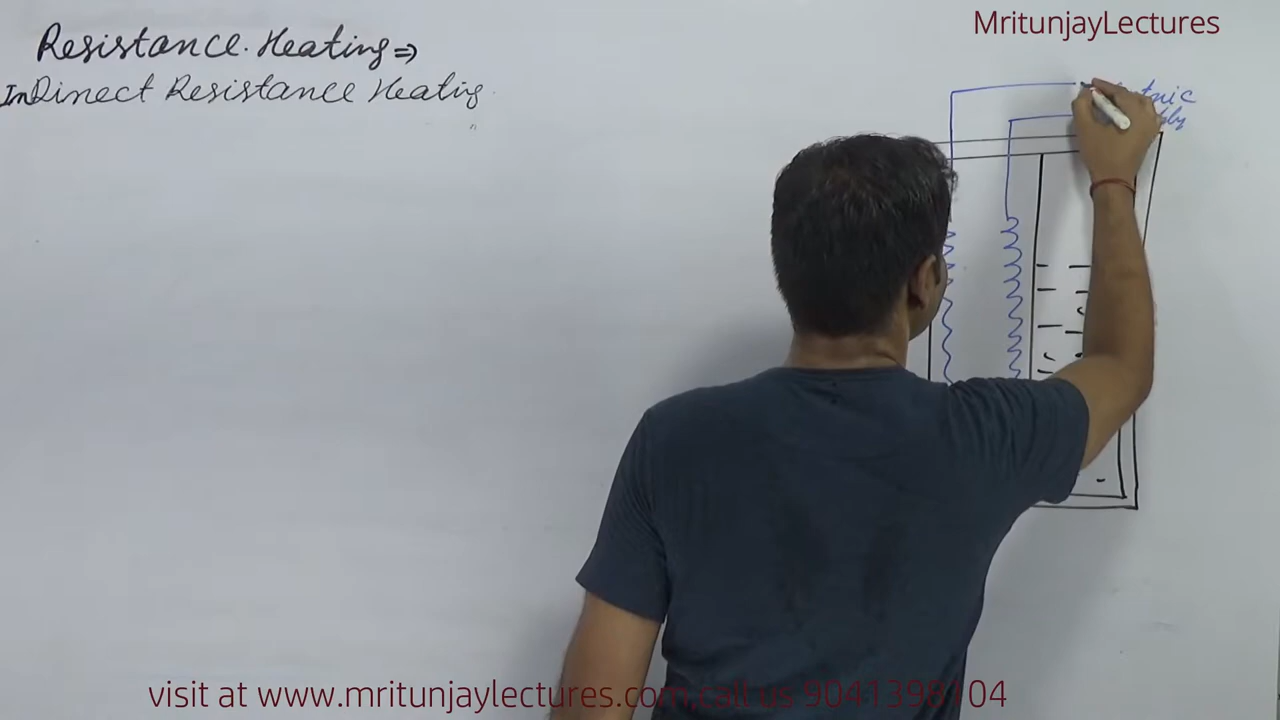 MritunjayLectures
Resistance. Heating ⇒
InDirect Resistance Heating
visit at www.mritunjaylectures.com,call us 9041398104